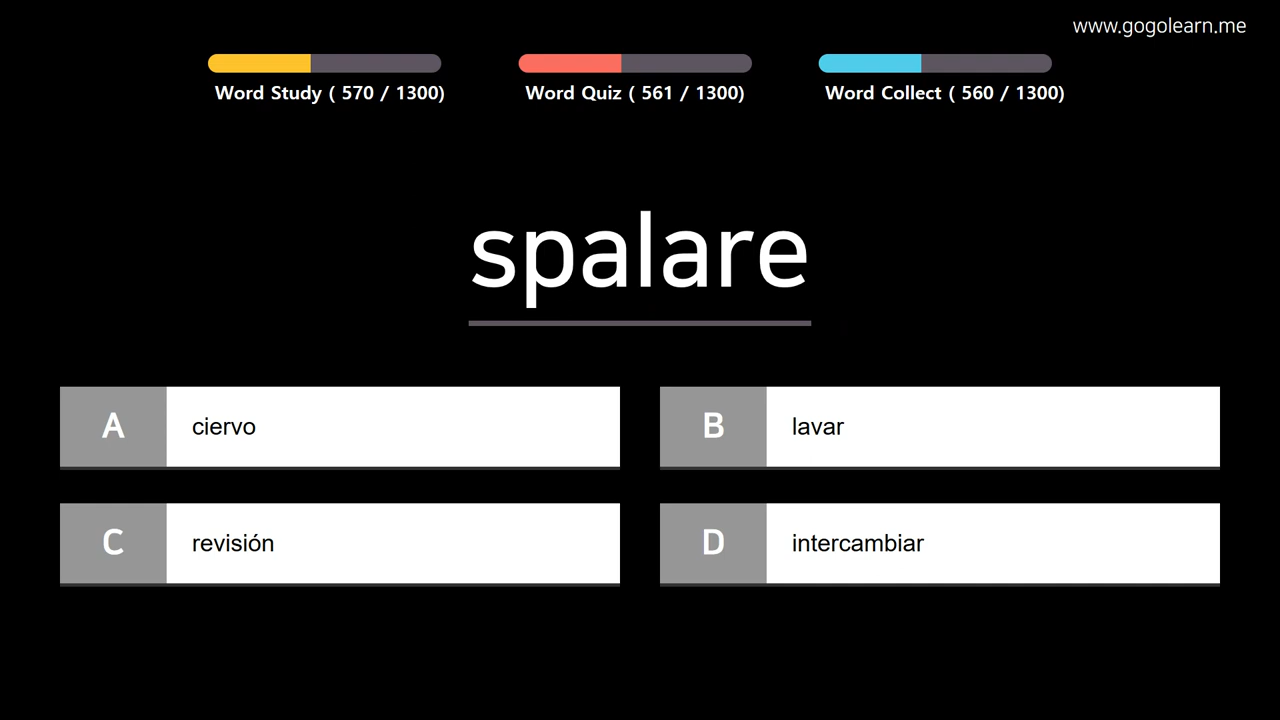 www.gogolearn.me
Word Study ( 570 / 1300)
Word Quiz ( 561 / 1300)
Word Collect ( 560 / 1300)
spalare
A ciervo
B lavar
C revisión
D intercambiar